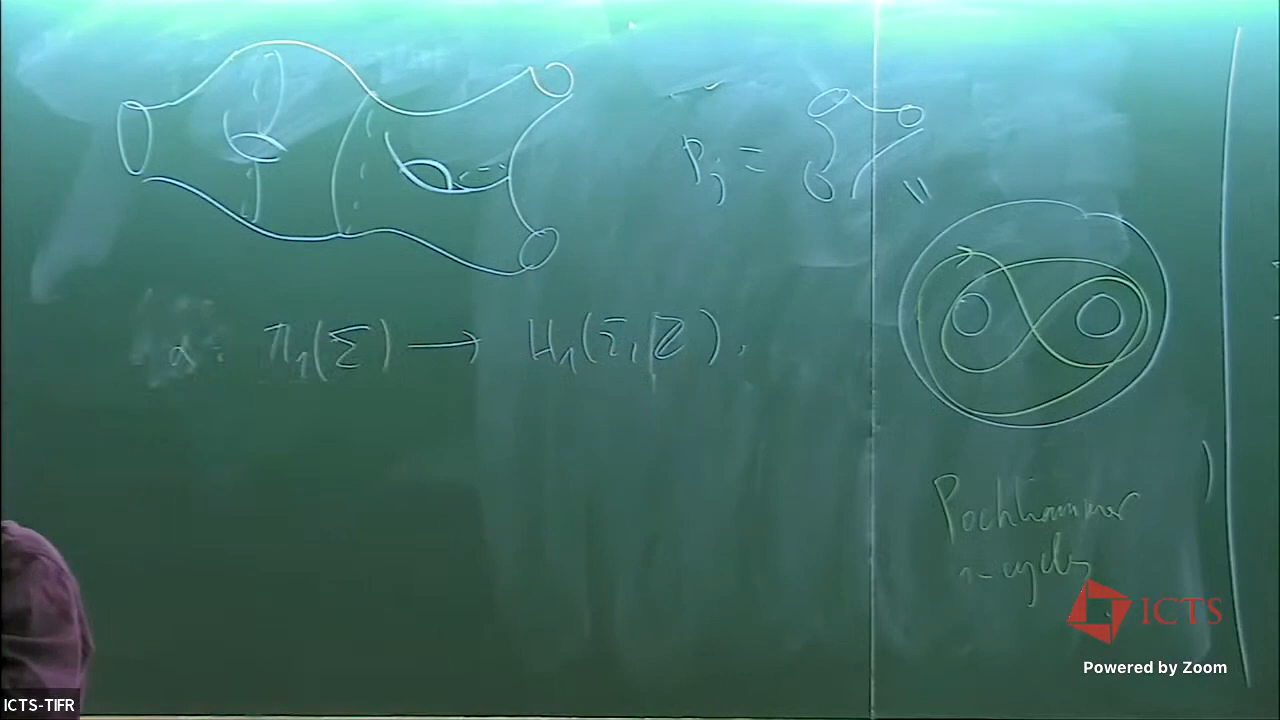 P_j =
"
α: π_1(Σ) → H_1(Σ, ℤ).
Pochhammer
1-cycle
ICTS
Powered by Zoom
ICTS-TIFR